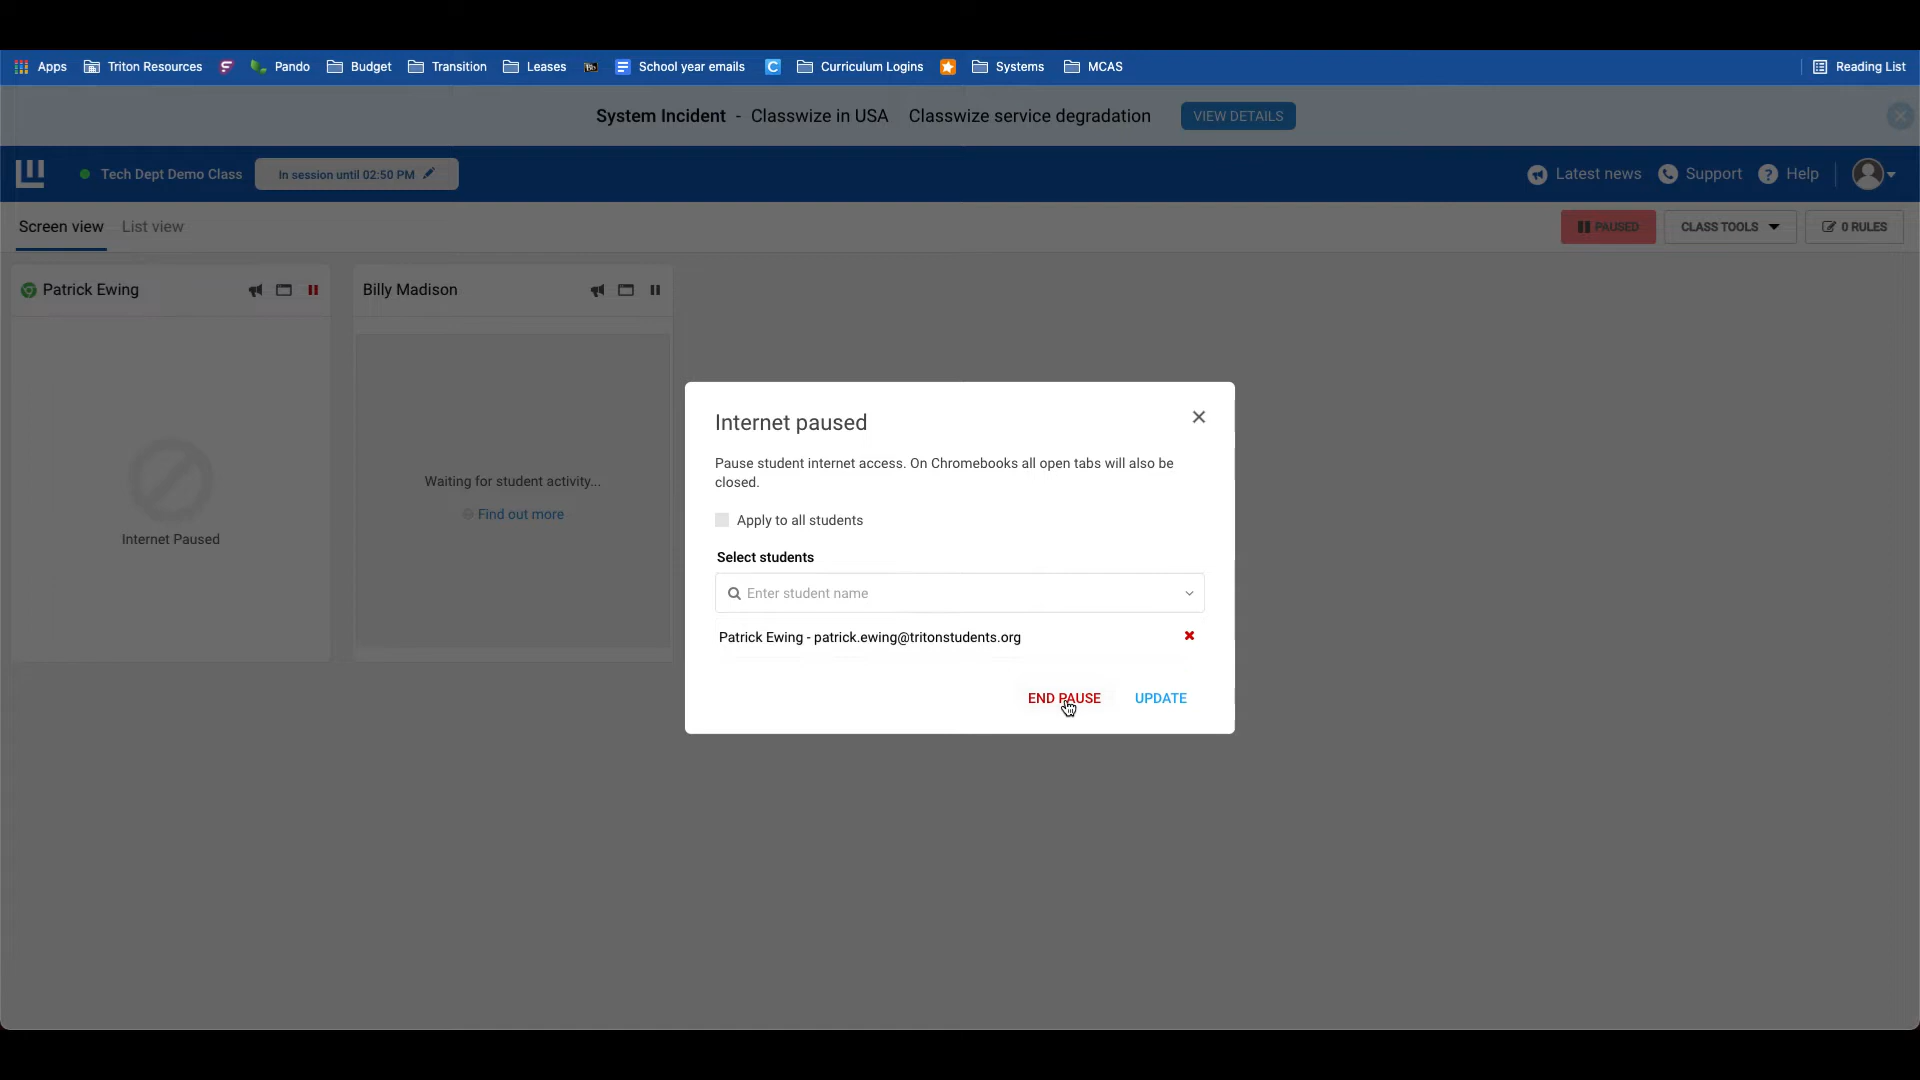 Apps Triton Resources Pando Budget Transition Leases School year emails Curriculum Logins Systems MCAS Reading List
System Incident - Classwize in USA Classwize service degradation VIEW DETAILS
Tech Dept Demo Class In session until 02:50 PM Latest news Support Help
Screen view List view PAUSED CLASS TOOLS 0 RULES
Patrick Ewing
Internet Paused
Billy Madison
Waiting for student activity...
Find out more
Internet paused
Pause student internet access. On Chromebooks all open tabs will also be
closed.
Apply to all students
Select students
Enter student name
Patrick Ewing - patrick.ewing@tritonstudents.org
END PAUSE UPDATE